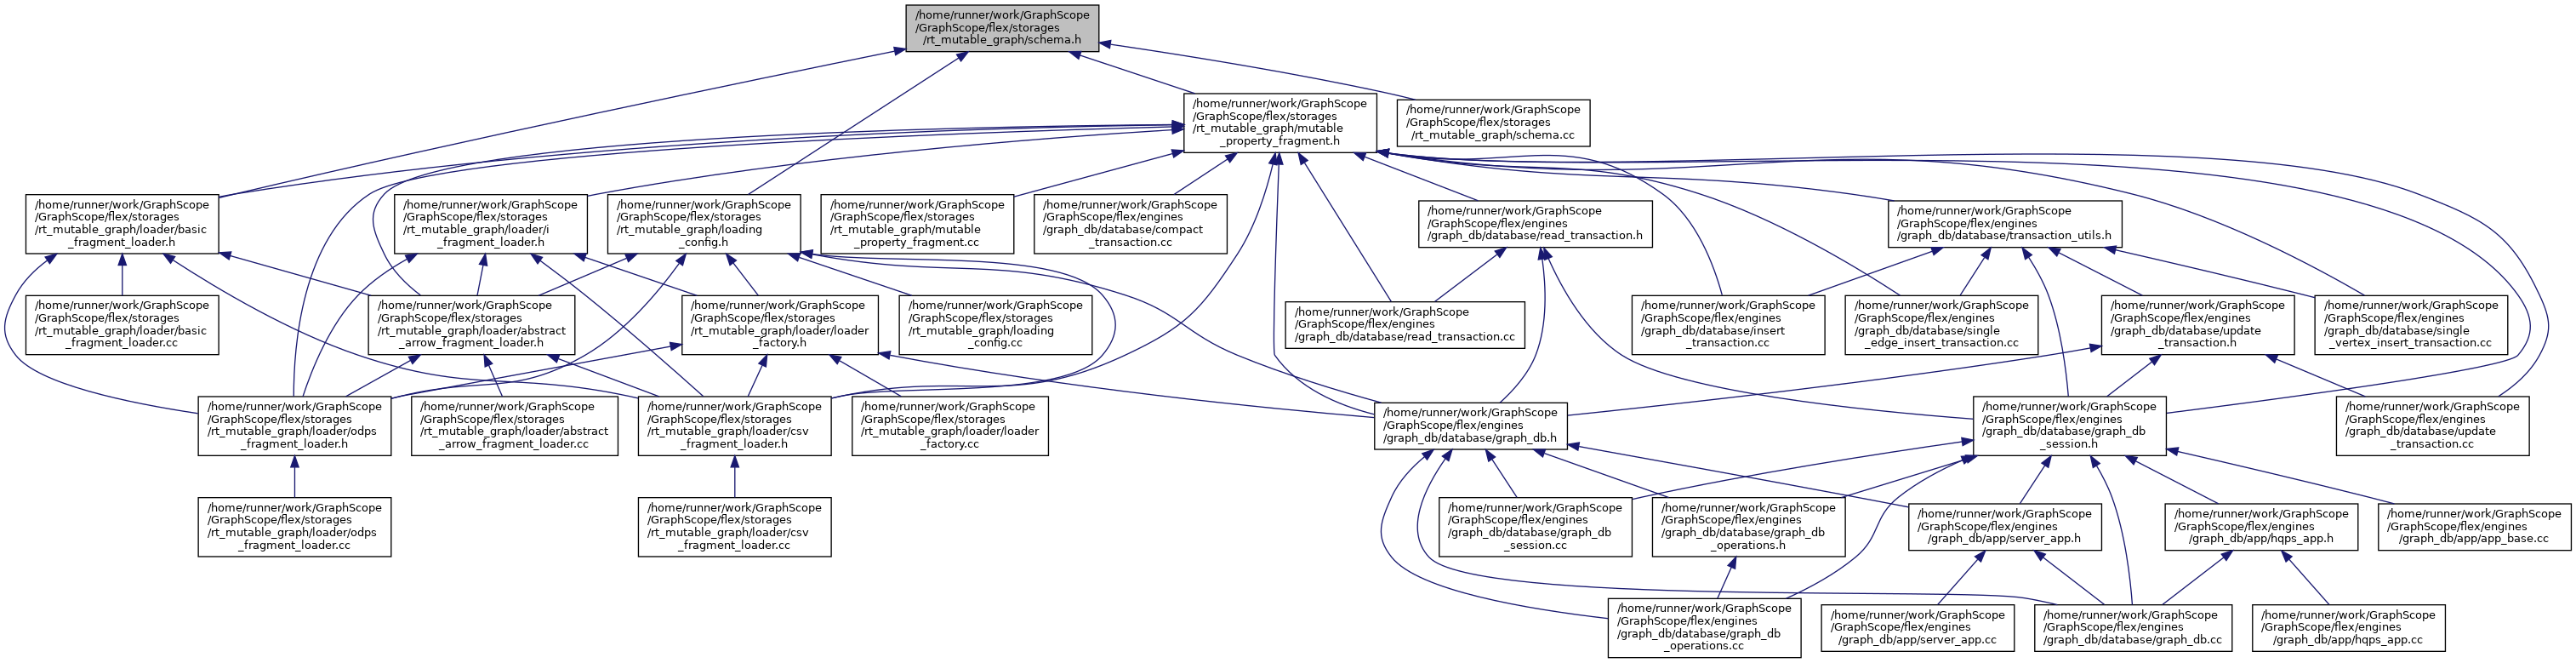 /home/runner/work/GraphScope
/GraphScope/flex/storages
/rt_mutable_graph/schema.h
/home/runner/work/GraphScope
/GraphScope/flex/storages
/rt_mutable_graph/mutable
_property_fragment.h
/home/runner/work/GraphScope
/GraphScope/flex/storages
/rt_mutable_graph/schema.cc
/home/runner/work/GraphScope
/GraphScope/flex/storages
/rt_mutable_graph/loader/basic
_fragment_loader.h
/home/runner/work/GraphScope
/GraphScope/flex/storages
/rt_mutable_graph/loader/i
_fragment_loader.h
/home/runner/work/GraphScope
/GraphScope/flex/storages
/rt_mutable_graph/loading
_config.h
/home/runner/work/GraphScope
/GraphScope/flex/storages
/rt_mutable_graph/mutable
_property_fragment.cc
/home/runner/work/GraphScope
/GraphScope/flex/engines
/graph_db/database/compact
_transaction.cc
/home/runner/work/GraphScope
/GraphScope/flex/engines
/graph_db/database/read_transaction.h
/home/runner/work/GraphScope
/GraphScope/flex/engines
/graph_db/database/transaction_utils.h
/home/runner/work/GraphScope
/GraphScope/flex/storages
/rt_mutable_graph/loader/basic
_fragment_loader.cc
/home/runner/work/GraphScope
/GraphScope/flex/storages
/rt_mutable_graph/loader/abstract
_arrow_fragment_loader.h
/home/runner/work/GraphScope
/GraphScope/flex/storages
/rt_mutable_graph/loader/loader
_factory.h
/home/runner/work/GraphScope
/GraphScope/flex/storages
/rt_mutable_graph/loading
_config.cc
/home/runner/work/GraphScope
/GraphScope/flex/engines
/graph_db/database/read_transaction.cc
/home/runner/work/GraphScope
/GraphScope/flex/engines
/graph_db/database/insert
_transaction.cc
/home/runner/work/GraphScope
/GraphScope/flex/engines
/graph_db/database/single
_edge_insert_transaction.cc
/home/runner/work/GraphScope
/GraphScope/flex/engines
/graph_db/database/update
_transaction.h
/home/runner/work/GraphScope
/GraphScope/flex/engines
/graph_db/database/single
_vertex_insert_transaction.cc
/home/runner/work/GraphScope
/GraphScope/flex/storages
/rt_mutable_graph/loader/odps
_fragment_loader.h
/home/runner/work/GraphScope
/GraphScope/flex/storages
/rt_mutable_graph/loader/abstract
_arrow_fragment_loader.cc
/home/runner/work/GraphScope
/GraphScope/flex/storages
/rt_mutable_graph/loader/csv
_fragment_loader.h
/home/runner/work/GraphScope
/GraphScope/flex/storages
/rt_mutable_graph/loader/loader
_factory.cc
/home/runner/work/GraphScope
/GraphScope/flex/engines
/graph_db/database/graph_db.h
/home/runner/work/GraphScope
/GraphScope/flex/engines
/graph_db/database/graph_db
_session.h
/home/runner/work/GraphScope
/GraphScope/flex/engines
/graph_db/database/update
_transaction.cc
/home/runner/work/GraphScope
/GraphScope/flex/storages
/rt_mutable_graph/loader/odps
_fragment_loader.cc
/home/runner/work/GraphScope
/GraphScope/flex/storages
/rt_mutable_graph/loader/csv
_fragment_loader.cc
/home/runner/work/GraphScope
/GraphScope/flex/engines
/graph_db/database/graph_db
_session.cc
/home/runner/work/GraphScope
/GraphScope/flex/engines
/graph_db/database/graph_db
_operations.h
/home/runner/work/GraphScope
/GraphScope/flex/engines
/graph_db/app/server_app.h
/home/runner/work/GraphScope
/GraphScope/flex/engines
/graph_db/app/hqps_app.h
/home/runner/work/GraphScope
/GraphScope/flex/engines
/graph_db/app/app_base.cc
/home/runner/work/GraphScope
/GraphScope/flex/engines
/graph_db/database/graph_db
_operations.cc
/home/runner/work/GraphScope
/GraphScope/flex/engines
/graph_db/app/server_app.cc
/home/runner/work/GraphScope
/GraphScope/flex/engines
/graph_db/database/graph_db.cc
/home/runner/work/GraphScope
/GraphScope/flex/engines
/graph_db/app/hqps_app.cc